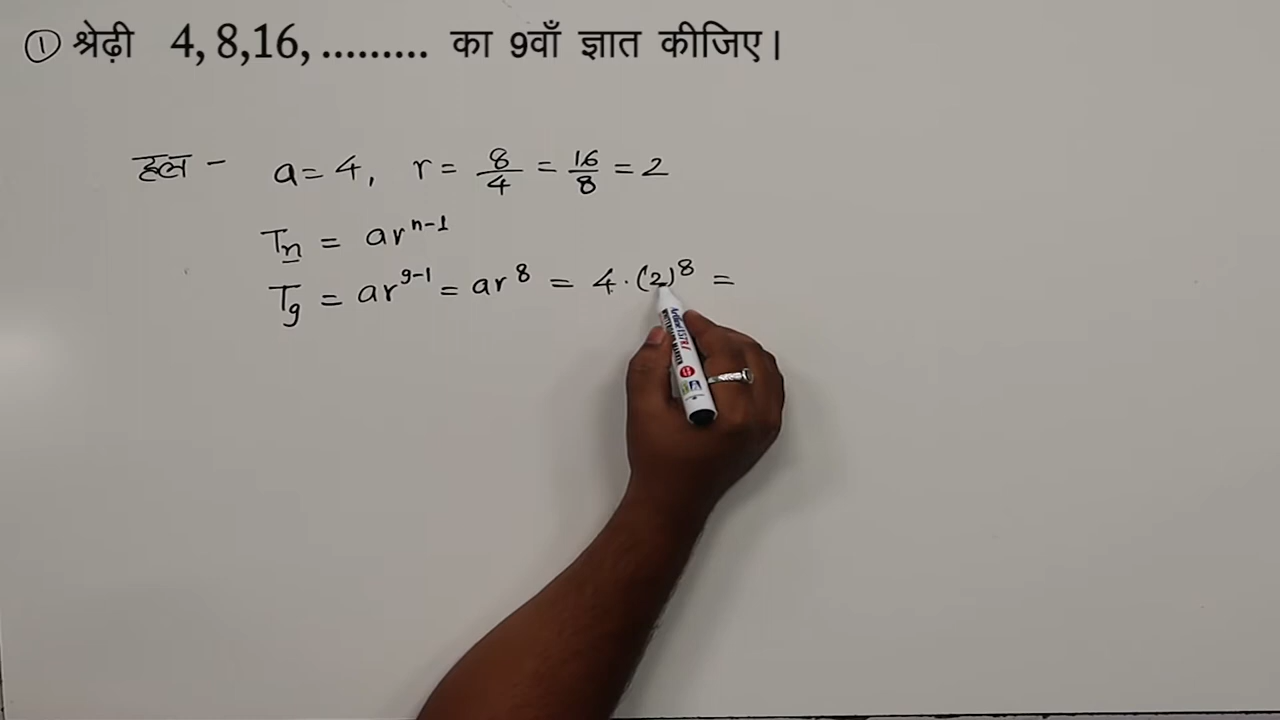 ① श्रेढ़ी 4, 8,16, ......... का 9वाँ ज्ञात कीजिए।
हल - a = 4, r = 8/4 = 16/8 = 2
Tn = ar^n-1
T9 = ar^9-1 = ar^8 = 4 · (2)^8 =
Artline